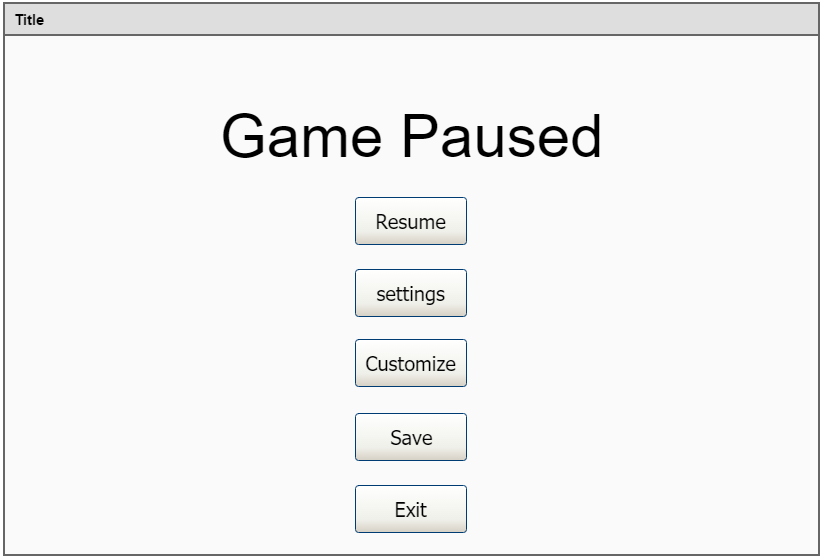 Title
Game Paused
Resume
settings
Customize
Save
Exit